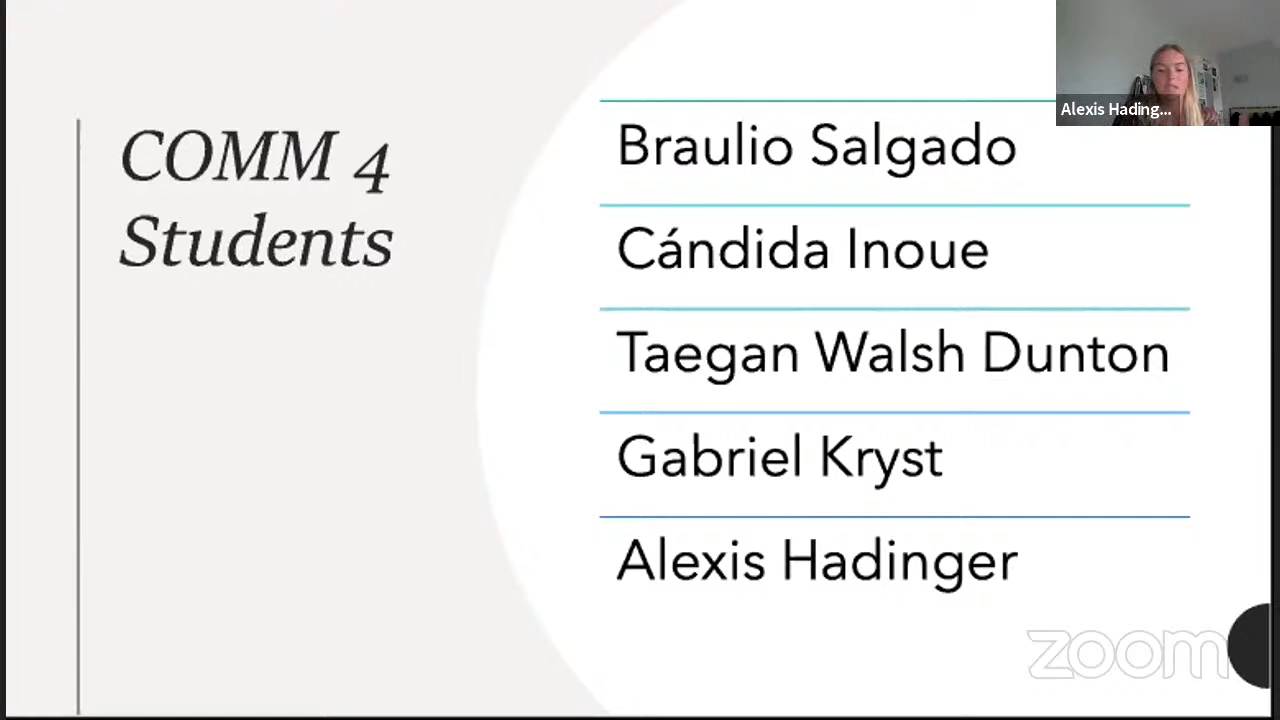 COMM 4
Students
Braulio Salgado
Cándida Inoue
Taegan Walsh Dunton
Gabriel Kryst
Alexis Hadinger
Alexis Hading...
zoom